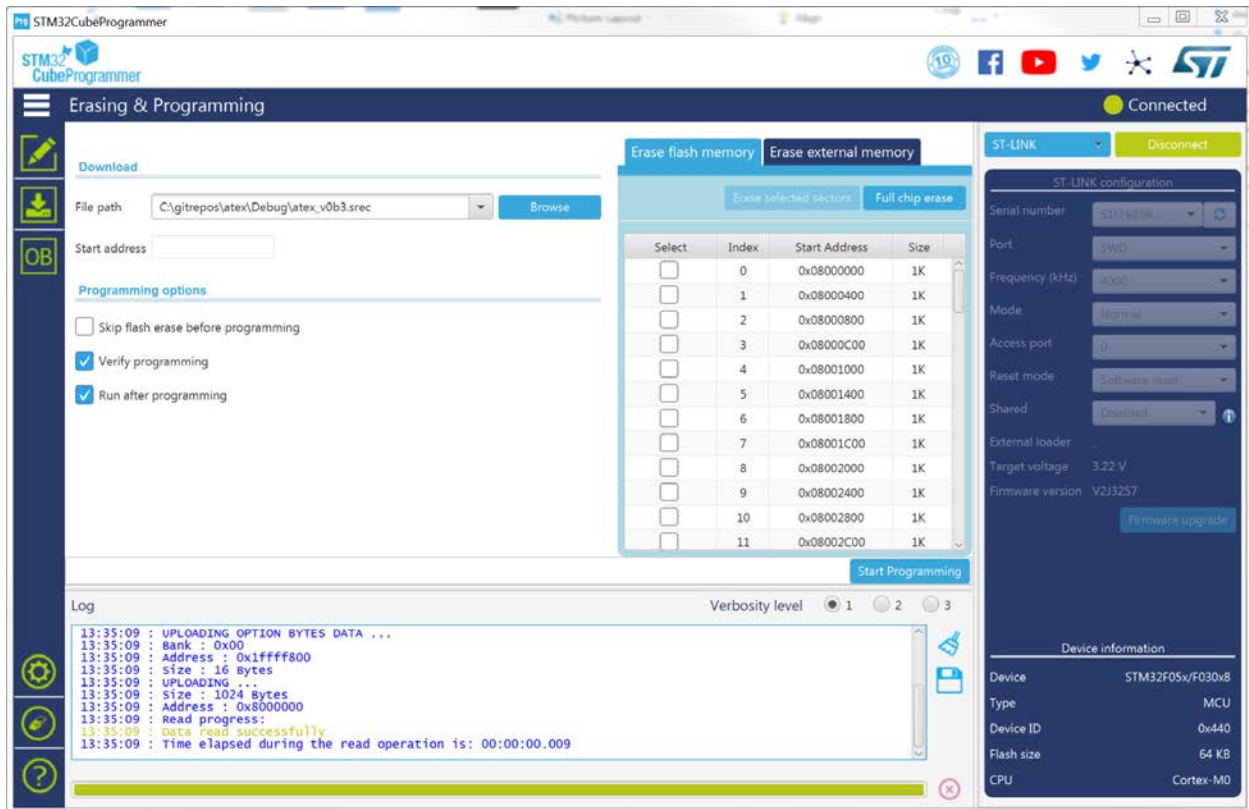 STM32CubeProgrammer
STM32
CubeProgrammer
Erasing & Programming
Connected
OB
Download
File path C:\gitrepos\atex\Debug\atex_v0b3.srec Browse
Start address
Programming options
Skip flash erase before programming
Verify programming
Run after programming
Erase flash memory Erase external memory
Erase selected sectors Full chip erase
Select Index Start Address Size
0 0x08000000 1K
1 0x08000400 1K
2 0x08000800 1K
3 0x08000C00 1K
4 0x08001000 1K
5 0x08001400 1K
6 0x08001800 1K
7 0x08001C00 1K
8 0x08002000 1K
9 0x08002400 1K
10 0x08002800 1K
11 0x08002C00 1K
Start Programming
Log Verbosity level 1 2 3
13:35:09 : UPLOADING OPTION BYTES DATA ...
13:35:09 : Bank : 0x00
13:35:09 : Address : 0x1ffff800
13:35:09 : Size : 16 Bytes
13:35:09 : UPLOADING ...
13:35:09 : Size : 1024 Bytes
13:35:09 : Address : 0x8000000
13:35:09 : Read progress:
13:35:09 : Data read successfully
13:35:09 : Time elapsed during the read operation is: 00:00:00.009
ST-LINK Disconnect
ST-LINK configuration
Serial number
Port SWD
Frequency (kHz) 4000
Mode Normal
Access port 0
Reset mode Software reset
Shared Disabled
External loader _
Target voltage 3.22 V
Firmware version V2J32S7
Firmware upgrade
Device information
Device STM32F05x/F030x8
Type MCU
Device ID 0x440
Flash size 64 KB
CPU Cortex-M0